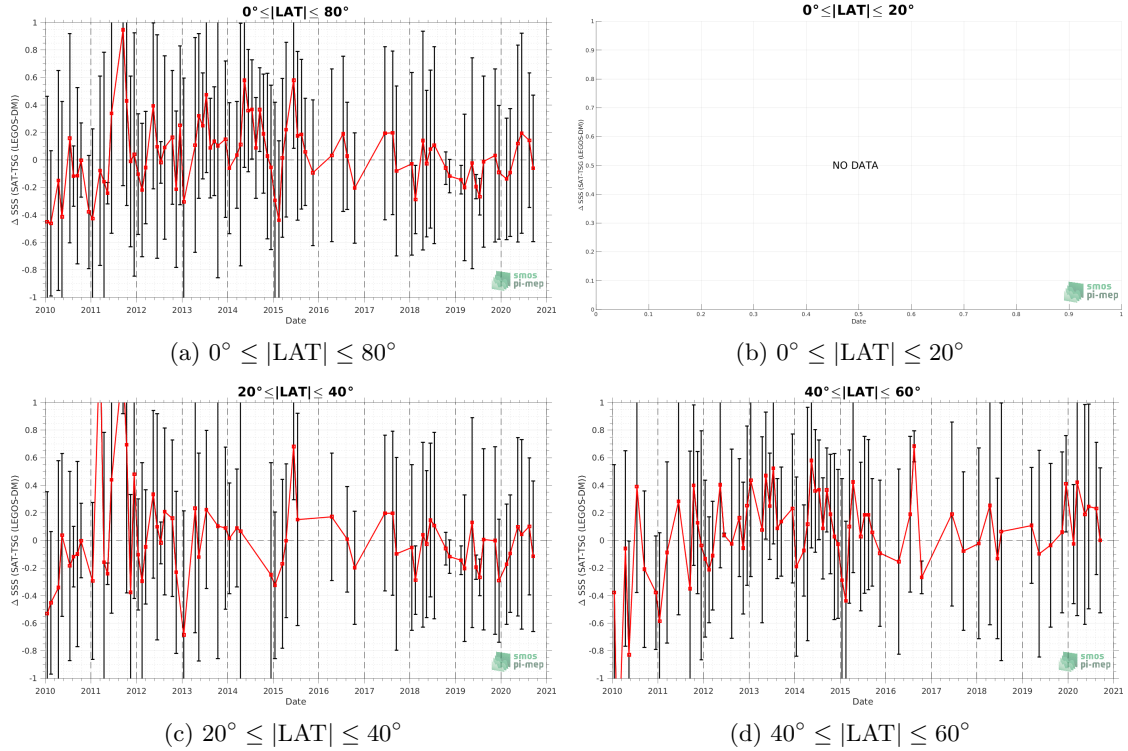 0°≤|LAT|≤ 80°
Δ SSS (SAT-TSG (LEGOS-DM))
1
0.8
0.6
0.4
0.2
0
-0.2
-0.4
-0.6
-0.8
-1
2010 2011 2012 2013 2014 2015 2016 2017 2018 2019 2020 2021
Date
smos
pi-mep
(a) 0° ≤ |LAT| ≤ 80°
0°≤|LAT|≤ 20°
Δ SSS (SAT-TSG (LEGOS-DM))
1
0.9
0.8
0.7
0.6
0.5
0.4
0.3
0.2
0.1
0
NO DATA
0 0.1 0.2 0.3 0.4 0.5 0.6 0.7 0.8 0.9 1
Date
smos
pi-mep
(b) 0° ≤ |LAT| ≤ 20°
20°≤|LAT|≤ 40°
Δ SSS (SAT-TSG (LEGOS-DM))
1
0.8
0.6
0.4
0.2
0
-0.2
-0.4
-0.6
-0.8
-1
2010 2011 2012 2013 2014 2015 2016 2017 2018 2019 2020 2021
Date
smos
pi-mep
(c) 20° ≤ |LAT| ≤ 40°
40°≤|LAT|≤ 60°
Δ SSS (SAT-TSG (LEGOS-DM))
1
0.8
0.6
0.4
0.2
0
-0.2
-0.4
-0.6
-0.8
-1
2010 2011 2012 2013 2014 2015 2016 2017 2018 2019 2020 2021
Date
smos
pi-mep
(d) 40° ≤ |LAT| ≤ 60°